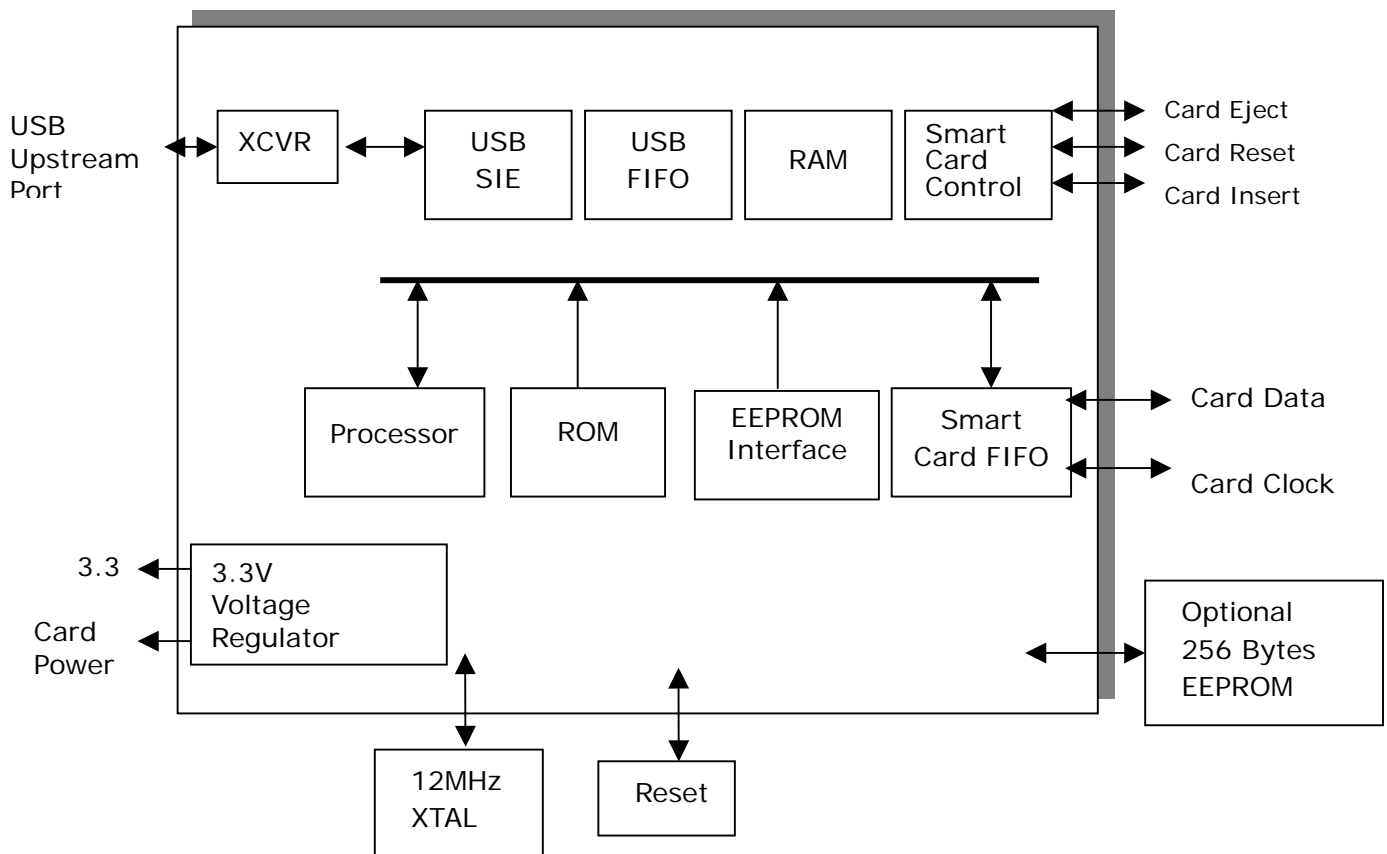 USB
Upstream
Port
XCVR
USB
SIE
USB
FIFO
RAM
Smart
Card
Control
Card Eject
Card Reset
Card Insert
Processor
ROM
EEPROM
Interface
Smart
Card FIFO
Card Data
Card Clock
3.3
Card
Power
3.3V
Voltage
Regulator
Optional
256 Bytes
EEPROM
12MHz
XTAL
Reset